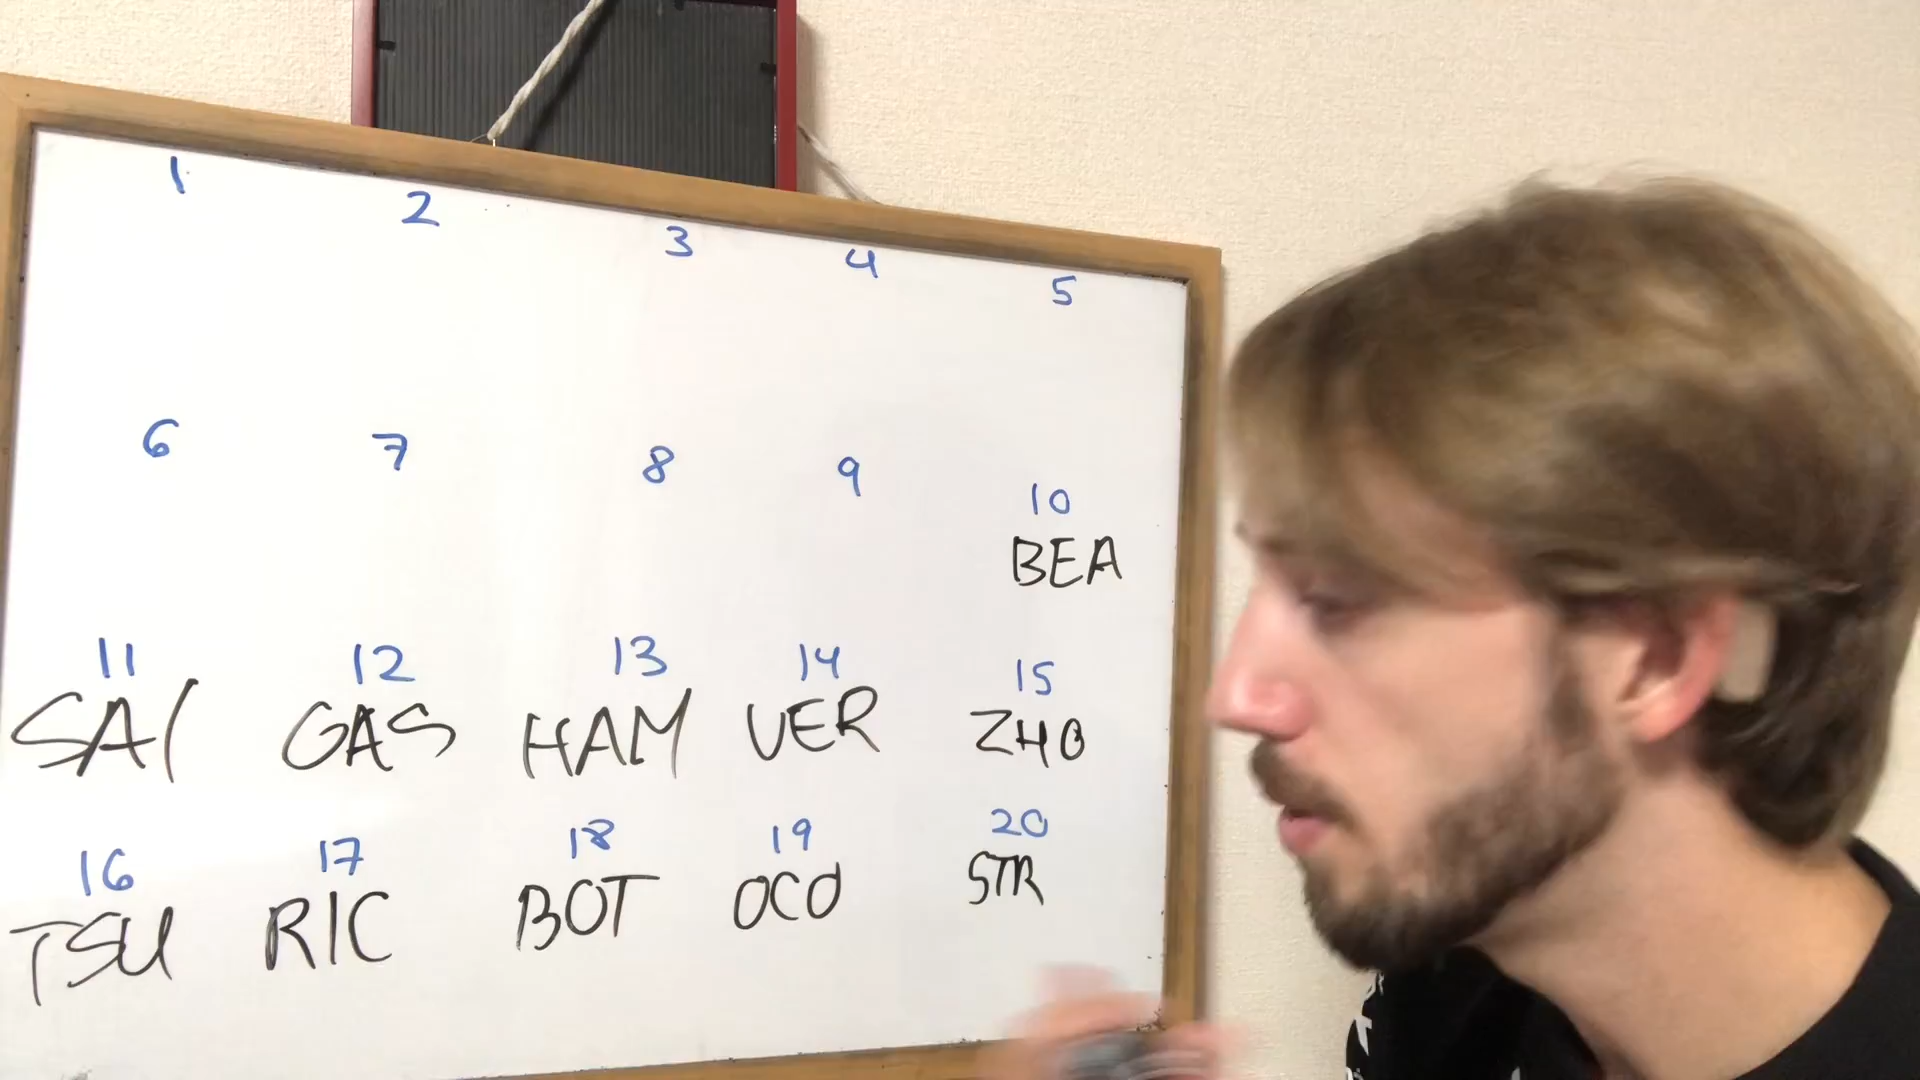 1 2 3 4 5
6 7 8 9 10
BEA
11 12 13 14 15
SAI GAS HAM VER ZHO
16 17 18 19 20
TSU RIC BOT OCO STR